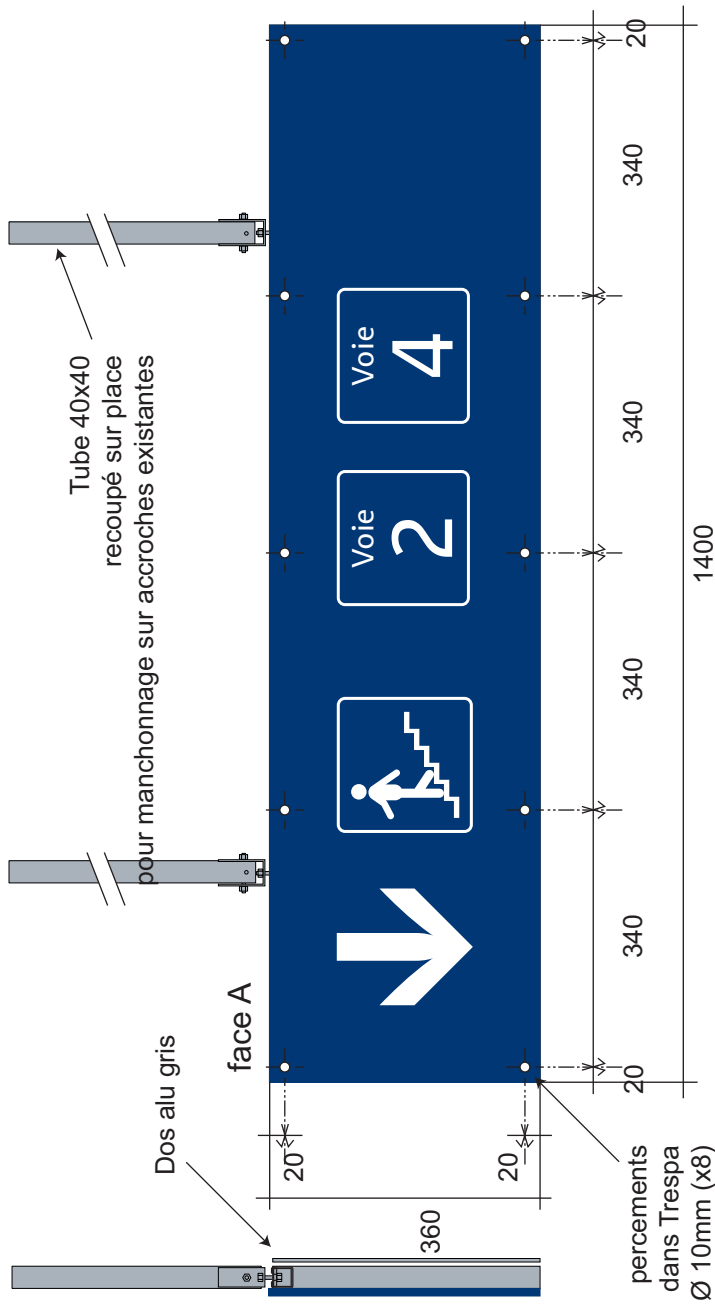 Tube 40x40
recoupé sur place
pour manchonnage sur accroches existantes
Dos alu gris
face A
Voie
2
Voie
4
360
20
20
percements
dans Trespa
Ø 10mm (x8)
20
340
340
340
340
20
1400